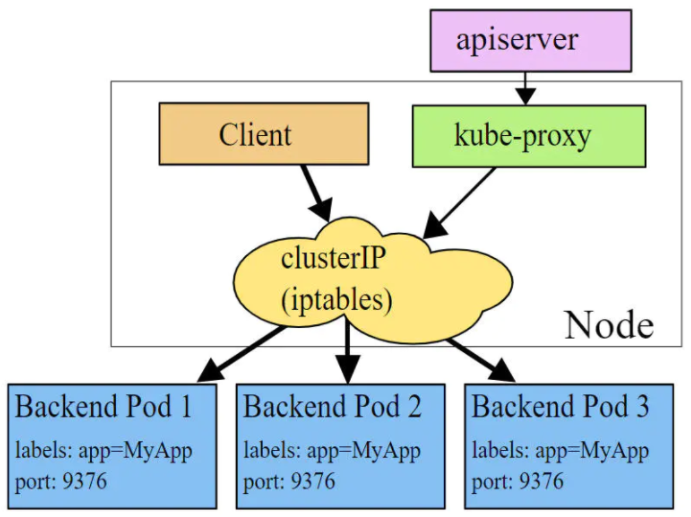 apiserver
Client
kube-proxy
clusterIP
(iptables)
Node
Backend Pod 1
labels: app=MyApp
port: 9376
Backend Pod 2
labels: app=MyApp
port: 9376
Backend Pod 3
labels: app=MyApp
port: 9376